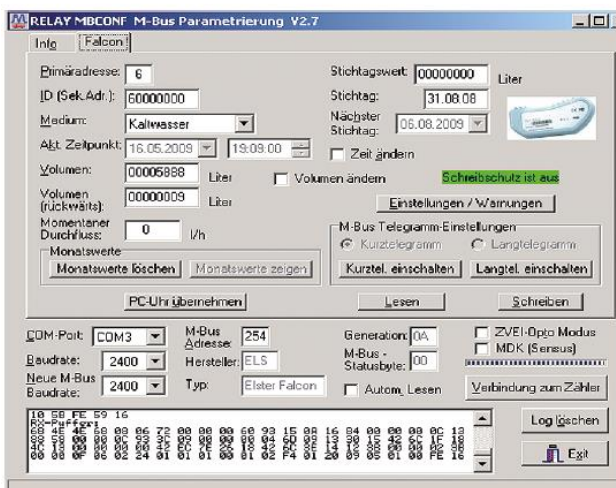 RELAY MBCONF M-Bus Parametrierung V2.7
Info Falcon
Primäradresse: 6
ID (Sek.Adr.): 60000000
Medium: Kaltwasser
Akt. Zeitpunkt: 16.05.2009 19:09:00
Volumen: 00005888 Liter
Volumen (rückwärts): 00000009 Liter
Momentaner Durchfluss: 0 l/h
Stichtagswert: 00000000 Liter
Stichtag: 31.08.08
Nächster Stichtag: 06.08.2009
Zeit ändern
Volumen ändern
Schreibschutz ist aus
Einstellungen / Warnungen
Monatswerte
Monatswerte löschen Monatswerte zeigen
M-Bus Telegramm-Einstellungen
Kurztelegramm Langtelegramm
Kurztel. einschalten Langtel. einschalten
PC-Uhr übernehmen Lesen Schreiben
COM-Port: COM3
Baudrate: 2400
Neue M-Bus Baudrate: 2400
M-Bus Adresse: 254
Hersteller: ELS
Typ: Elster Falcon
Generation: 0A
M-Bus - Statusbyte: 00
Autom. Lesen
ZVEI-Opto Modus
MDK (Sensus)
Verbindung zum Zähler
10 5B FE 59 16
RX-Puffer:
Log löschen
Exit